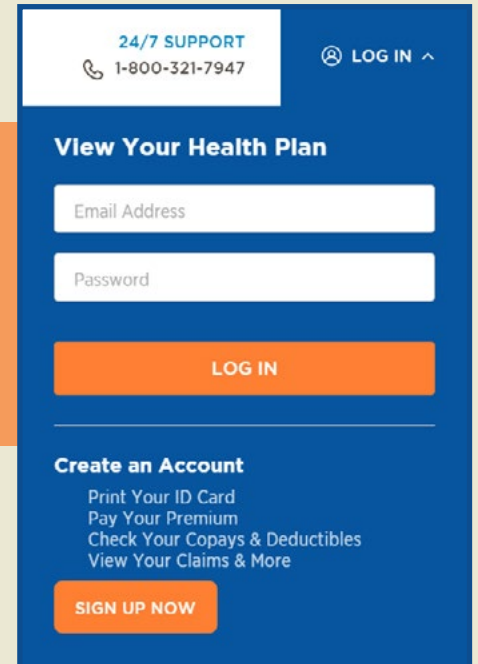 24/7 SUPPORT
1-800-321-7947
LOG IN
View Your Health Plan
Email Address
Password
LOG IN
Create an Account
Print Your ID Card
Pay Your Premium
Check Your Copays & Deductibles
View Your Claims & More
SIGN UP NOW